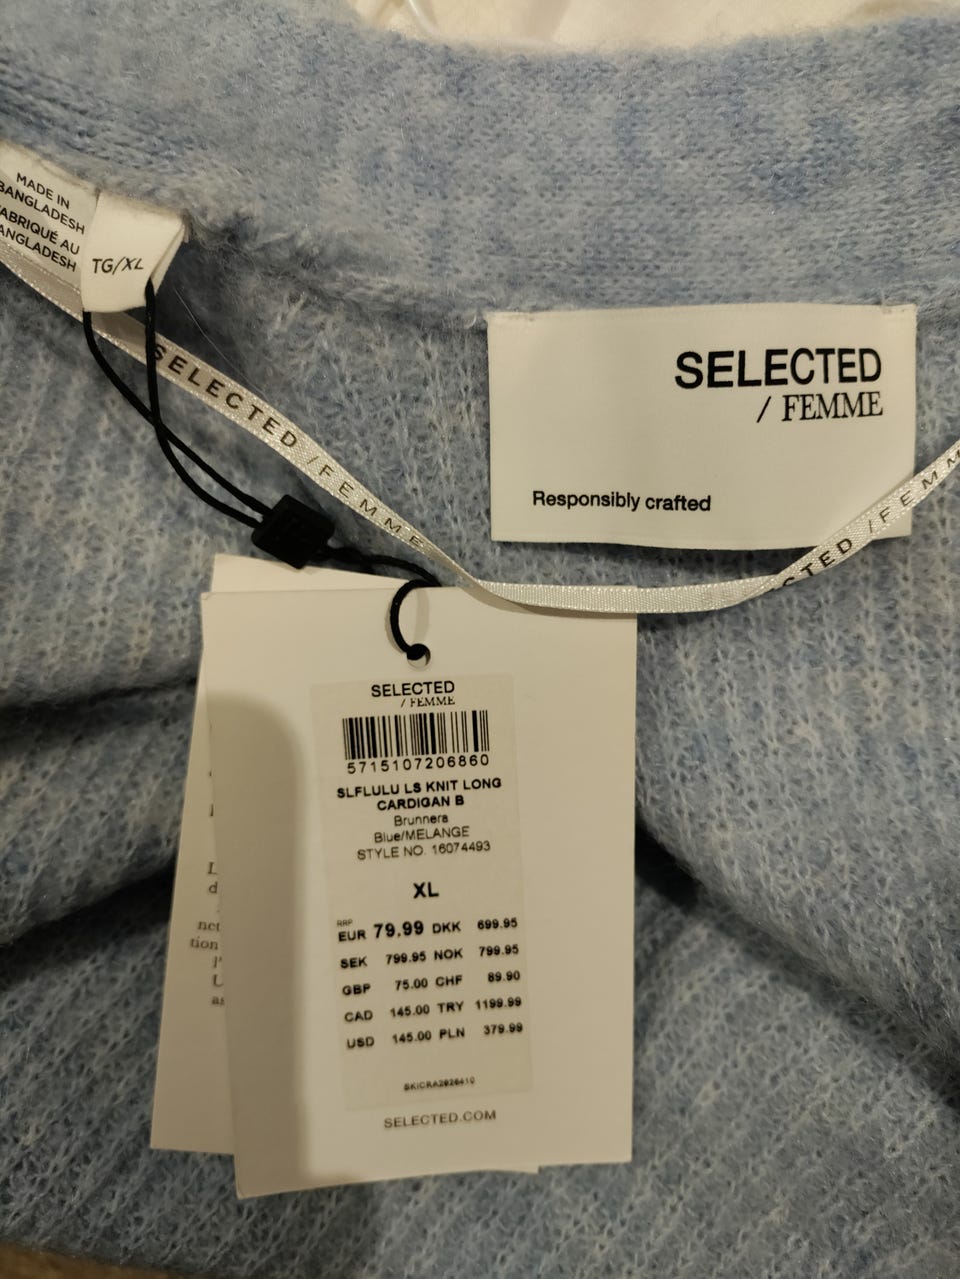 MADE IN
BANGLADESH
FABRIQUÉ AU
BANGLADESH
TG/XL
SELECTED /FEMME
SELECTED
/ FEMME
Responsibly crafted
SELECTED /FEMME
SELECTED
/ FEMME
5715107206860
SLFLULU LS KNIT LONG
CARDIGAN B
Brunnera
Blue/MELANGE
STYLE NO. 16074493
XL
RRP
EUR 79.99 DKK 699.95
SEK 799.95 NOK 799.95
GBP 75.00 CHF 89.90
CAD 145.00 TRY 1199.99
USD 145.00 PLN 379.99
SELECTED.COM